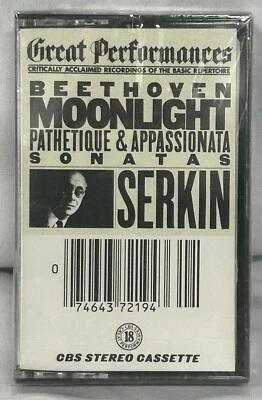 Great Performances
CRITICALLY ACCLAIMED RECORDINGS OF THE BASIC REPERTOIRE
BEETHOVEN
MOONLIGHT
PATHETIQUE & APPASSIONATA
SONATAS
SERKIN
0
74643 72194
18
CBS STEREO CASSETTE